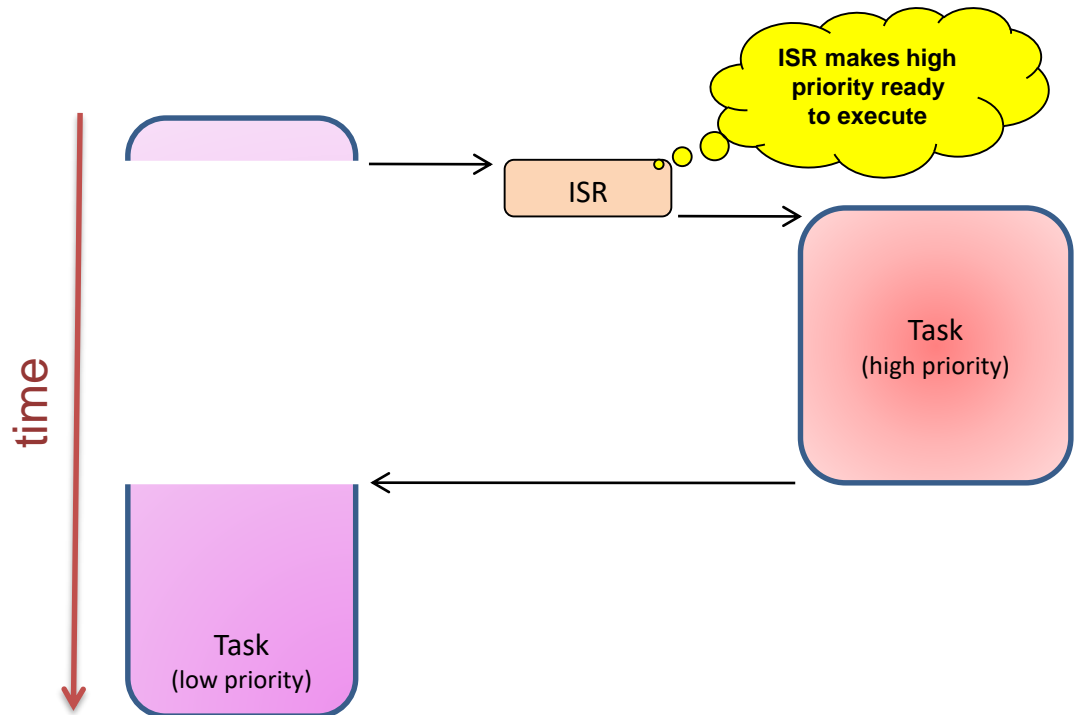 ISR makes high
priority ready
to execute
ISR
Task
(high priority)
time
Task
(low priority)